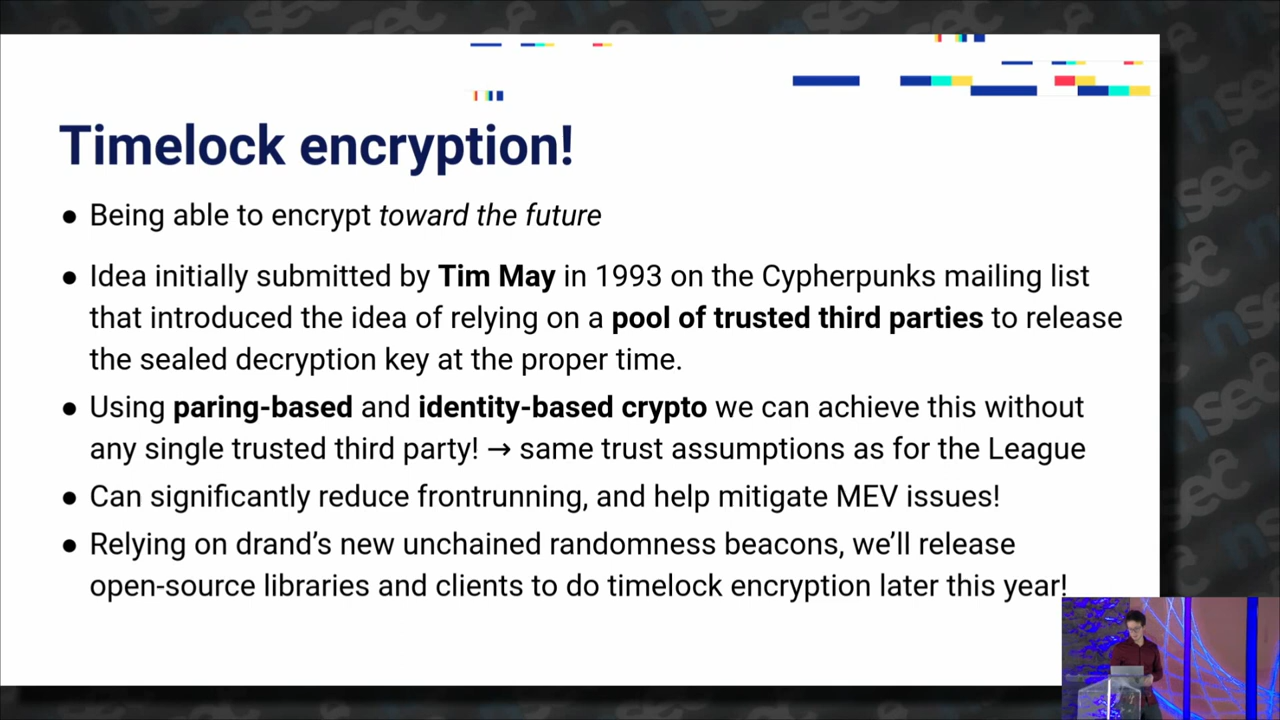 Timelock encryption!
● Being able to encrypt toward the future
● Idea initially submitted by Tim May in 1993 on the Cypherpunks mailing list
that introduced the idea of relying on a pool of trusted third parties to release
the sealed decryption key at the proper time.
● Using paring-based and identity-based crypto we can achieve this without
any single trusted third party! → same trust assumptions as for the League
● Can significantly reduce frontrunning, and help mitigate MEV issues!
● Relying on drand’s new unchained randomness beacons, we’ll release
open-source libraries and clients to do timelock encryption later this year!
nsec